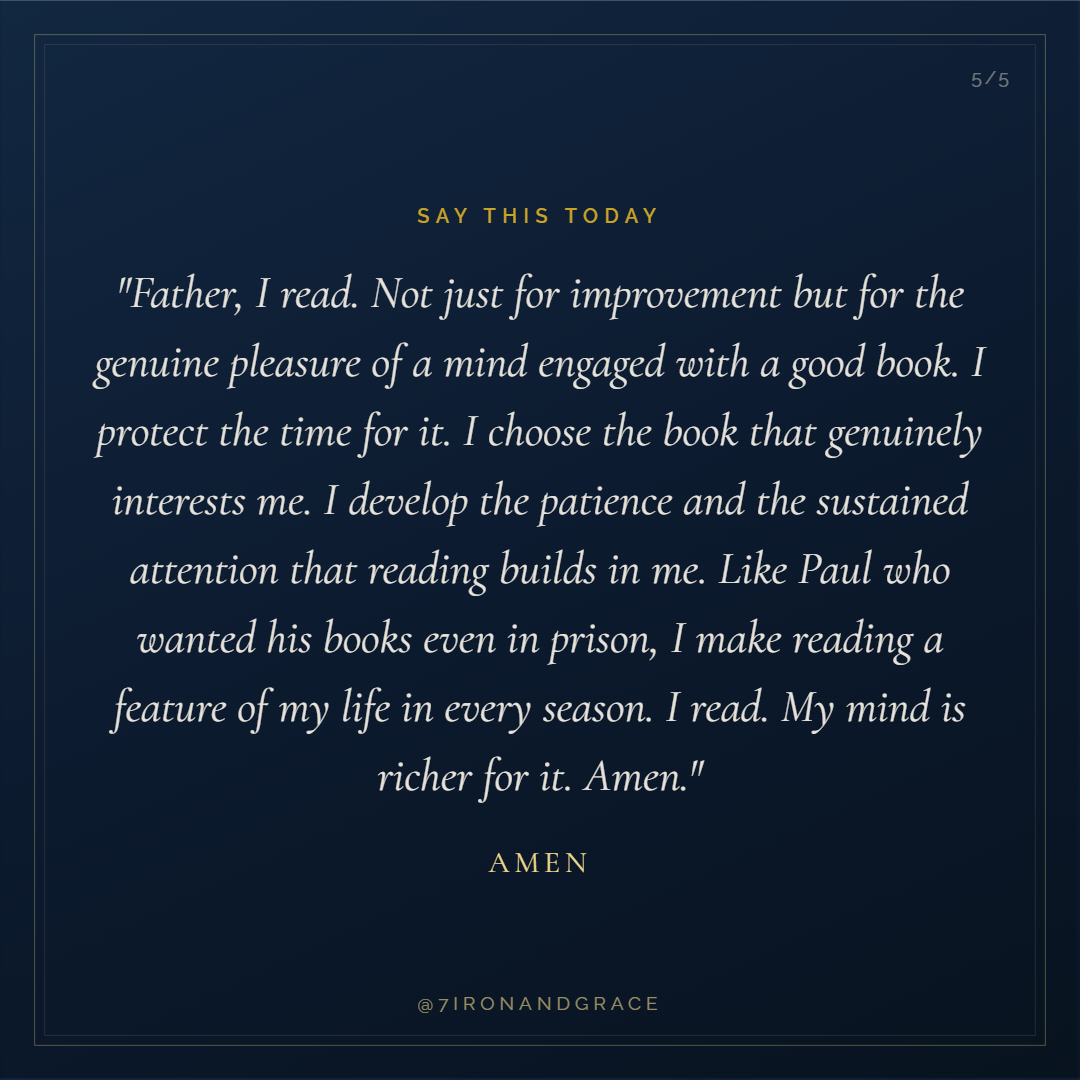 5/5
SAY THIS TODAY
"Father, I read. Not just for improvement but for the
genuine pleasure of a mind engaged with a good book. I
protect the time for it. I choose the book that genuinely
interests me. I develop the patience and the sustained
attention that reading builds in me. Like Paul who
wanted his books even in prison, I make reading a
feature of my life in every season. I read. My mind is
richer for it. Amen."
AMEN
@7IRONANDGRACE